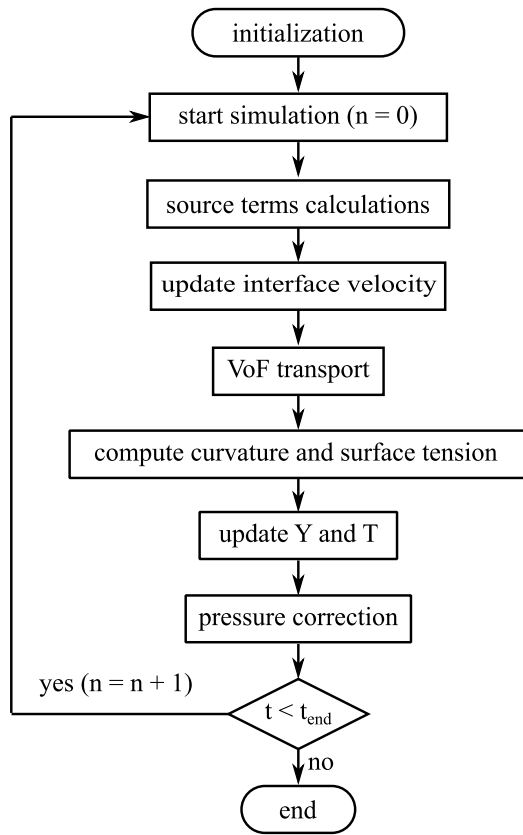 initialization
start simulation (n = 0)
source terms calculations
update interface velocity
VoF transport
compute curvature and surface tension
update Y and T
pressure correction
yes (n = n + 1)
t < t_end
no
end